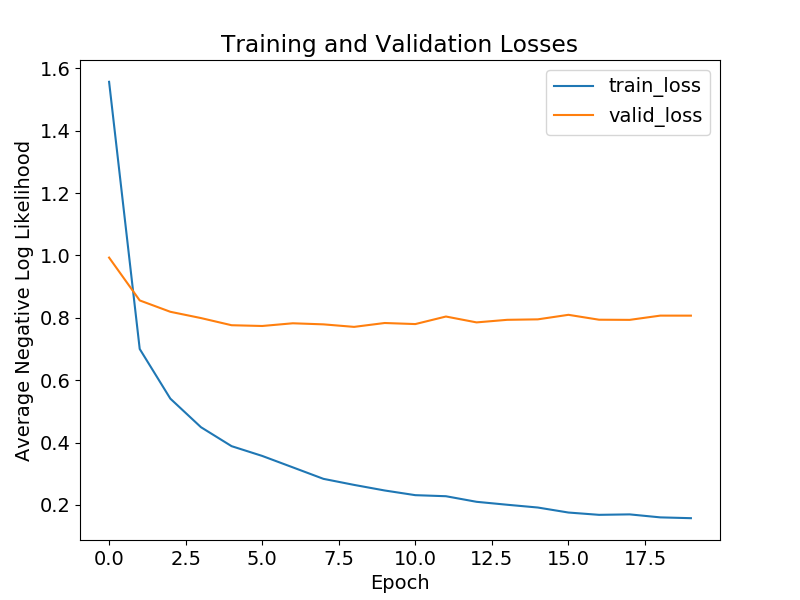 Training and Validation Losses
train_loss
valid_loss
Average Negative Log Likelihood
1.6
1.4
1.2
1.0
0.8
0.6
0.4
0.2
0.0 2.5 5.0 7.5 10.0 12.5 15.0 17.5
Epoch